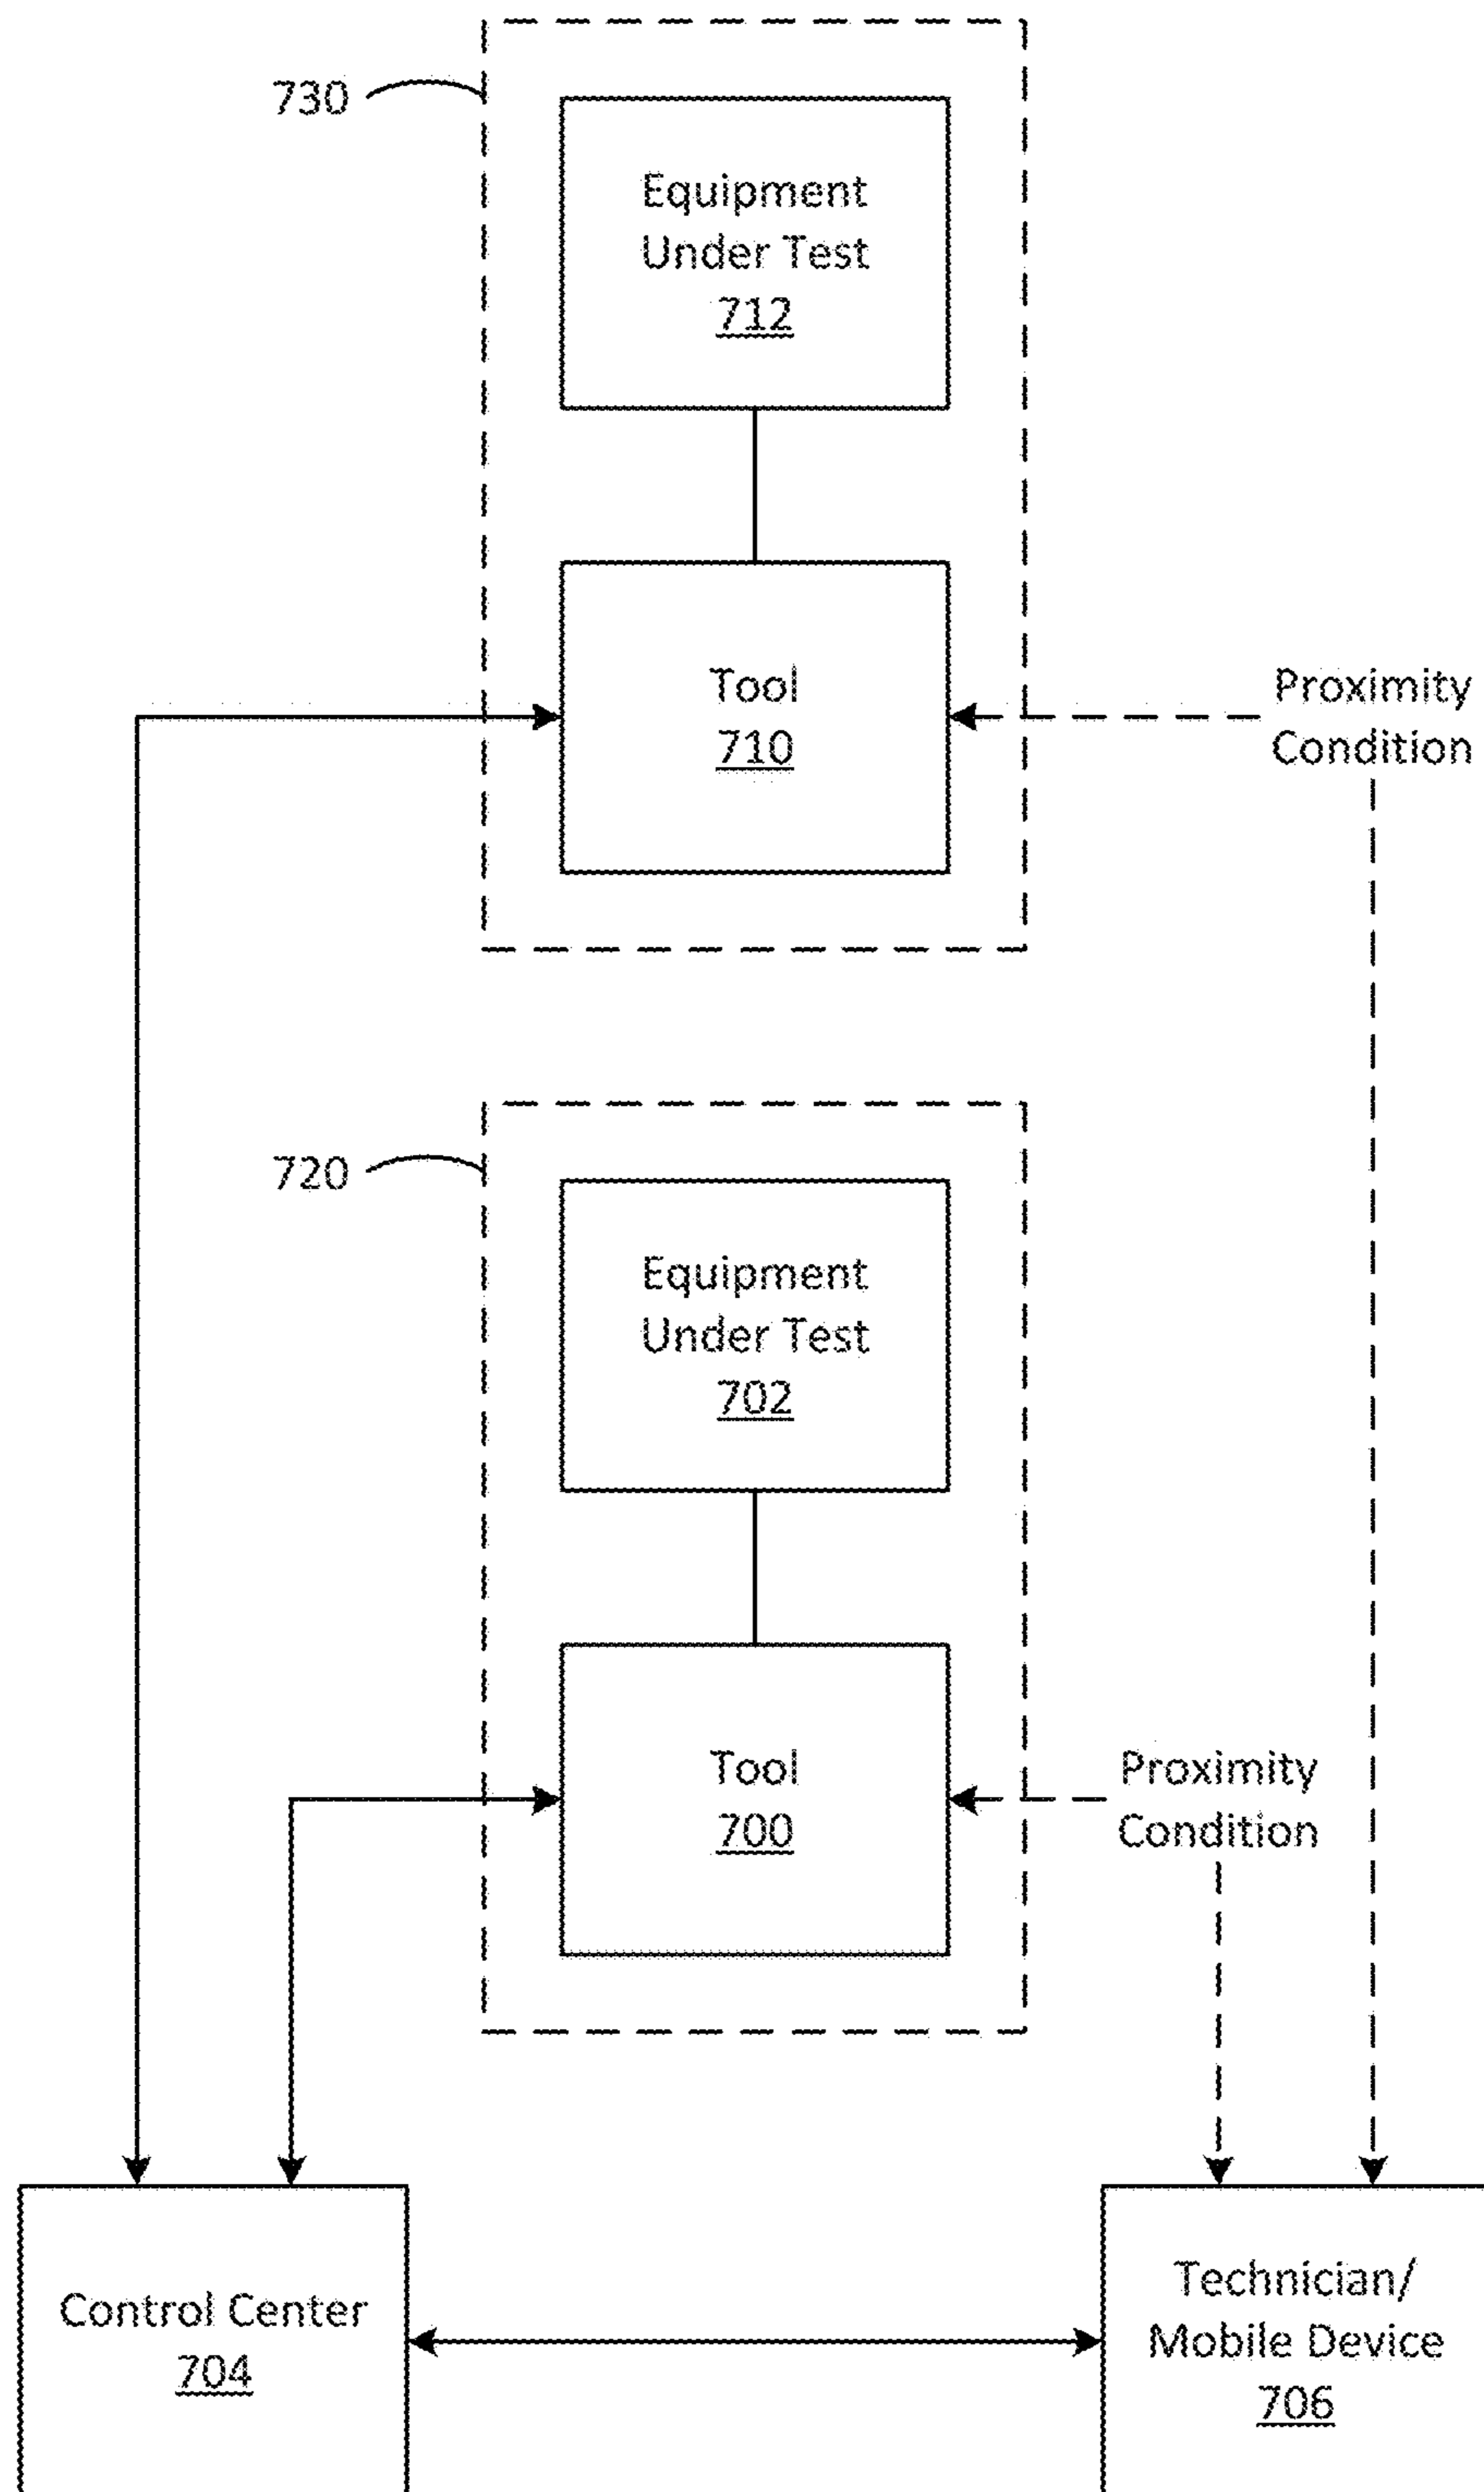 730
Equipment
Under Test
712
Tool
710
Proximity
Condition
720
Equipment
Under Test
702
Tool
700
Proximity
Condition
Control Center
704
Technician/
Mobile Device
706